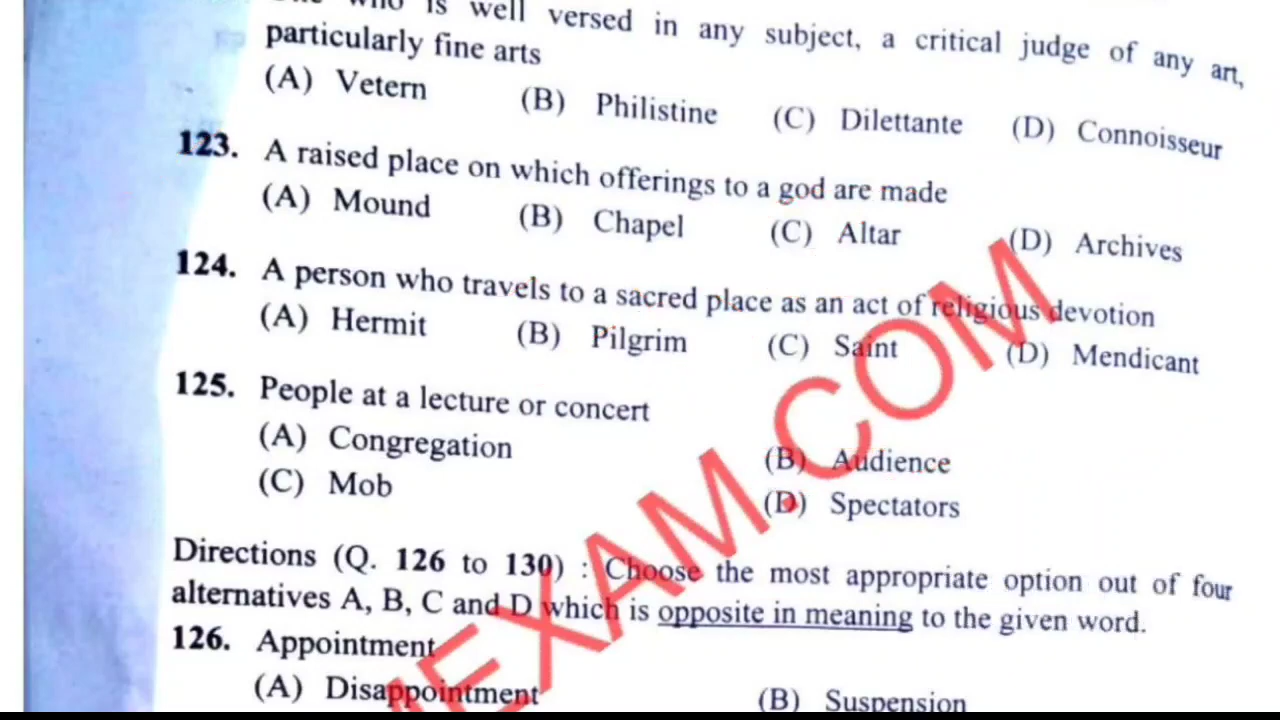 who is well versed in any subject, a critical judge of any art,
particularly fine arts
(A) Vetern (B) Philistine (C) Dilettante (D) Connoisseur
123. A raised place on which offerings to a god are made
(A) Mound (B) Chapel (C) Altar (D) Archives
124. A person who travels to a sacred place as an act of religious devotion
(A) Hermit (B) Pilgrim (C) Saint (D) Mendicant
125. People at a lecture or concert
(A) Congregation (B) Audience
(C) Mob (D) Spectators
Directions (Q. 126 to 130) : Choose the most appropriate option out of four
alternatives A, B, C and D which is opposite in meaning to the given word.
126. Appointment
(A) Disappointment (B) Suspension
EXAM.COM